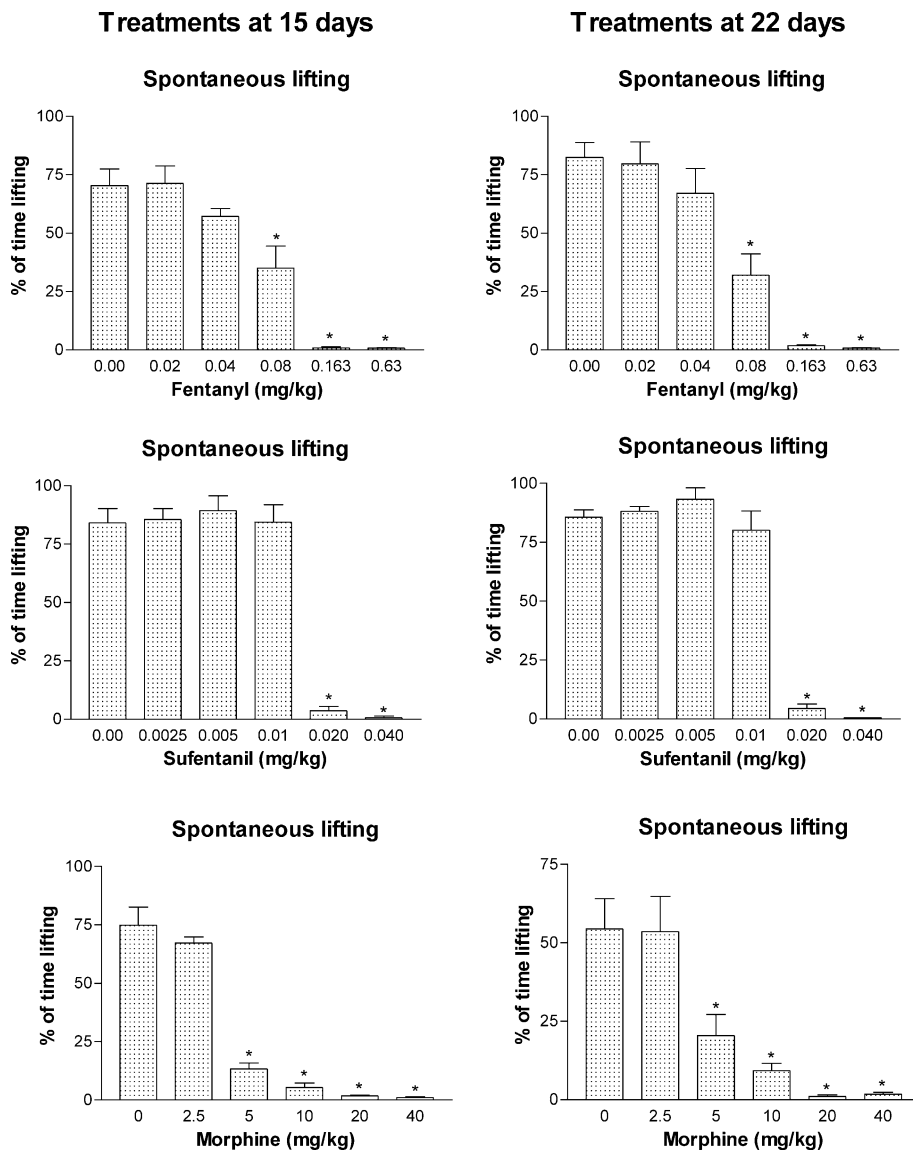 Treatments at 15 days
Treatments at 22 days
Spontaneous lifting
% of time lifting
100
75
50
25
0
*
*
*
0.00 0.02 0.04 0.08 0.163 0.63
Fentanyl (mg/kg)
Spontaneous lifting
% of time lifting
100
75
50
25
0
*
*
*
0.00 0.02 0.04 0.08 0.163 0.63
Fentanyl (mg/kg)
Spontaneous lifting
% of time lifting
100
75
50
25
0
*
*
0.00 0.0025 0.005 0.01 0.020 0.040
Sufentanil (mg/kg)
Spontaneous lifting
% of time lifting
100
75
50
25
0
*
*
0.00 0.0025 0.005 0.01 0.020 0.040
Sufentanil (mg/kg)
Spontaneous lifting
% of time lifting
100
75
50
25
0
*
*
*
*
0 2.5 5 10 20 40
Morphine (mg/kg)
Spontaneous lifting
% of time lifting
75
50
25
0
*
*
*
*
0 2.5 5 10 20 40
Morphine (mg/kg)